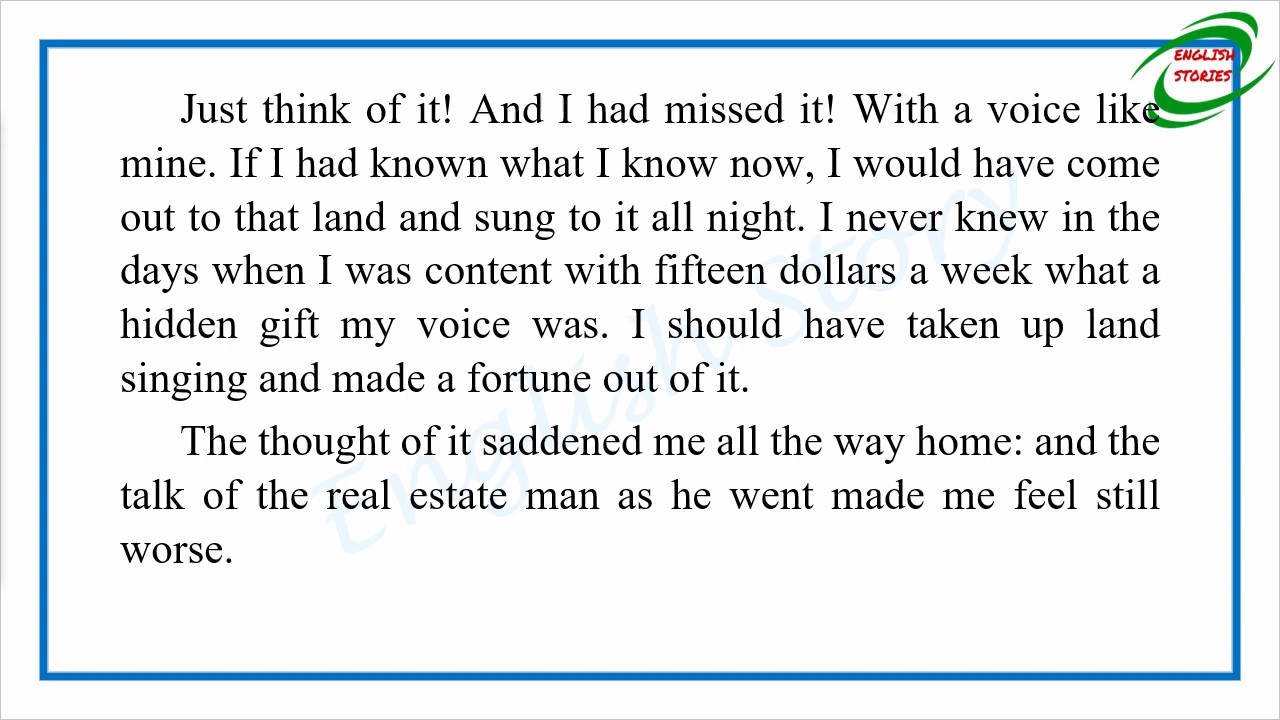 ENGLISH
STORIES
Just think of it! And I had missed it! With a voice like
mine. If I had known what I know now, I would have come
out to that land and sung to it all night. I never knew in the
days when I was content with fifteen dollars a week what a
hidden gift my voice was. I should have taken up land
singing and made a fortune out of it.
The thought of it saddened me all the way home: and the
talk of the real estate man as he went made me feel still
worse.
English Story